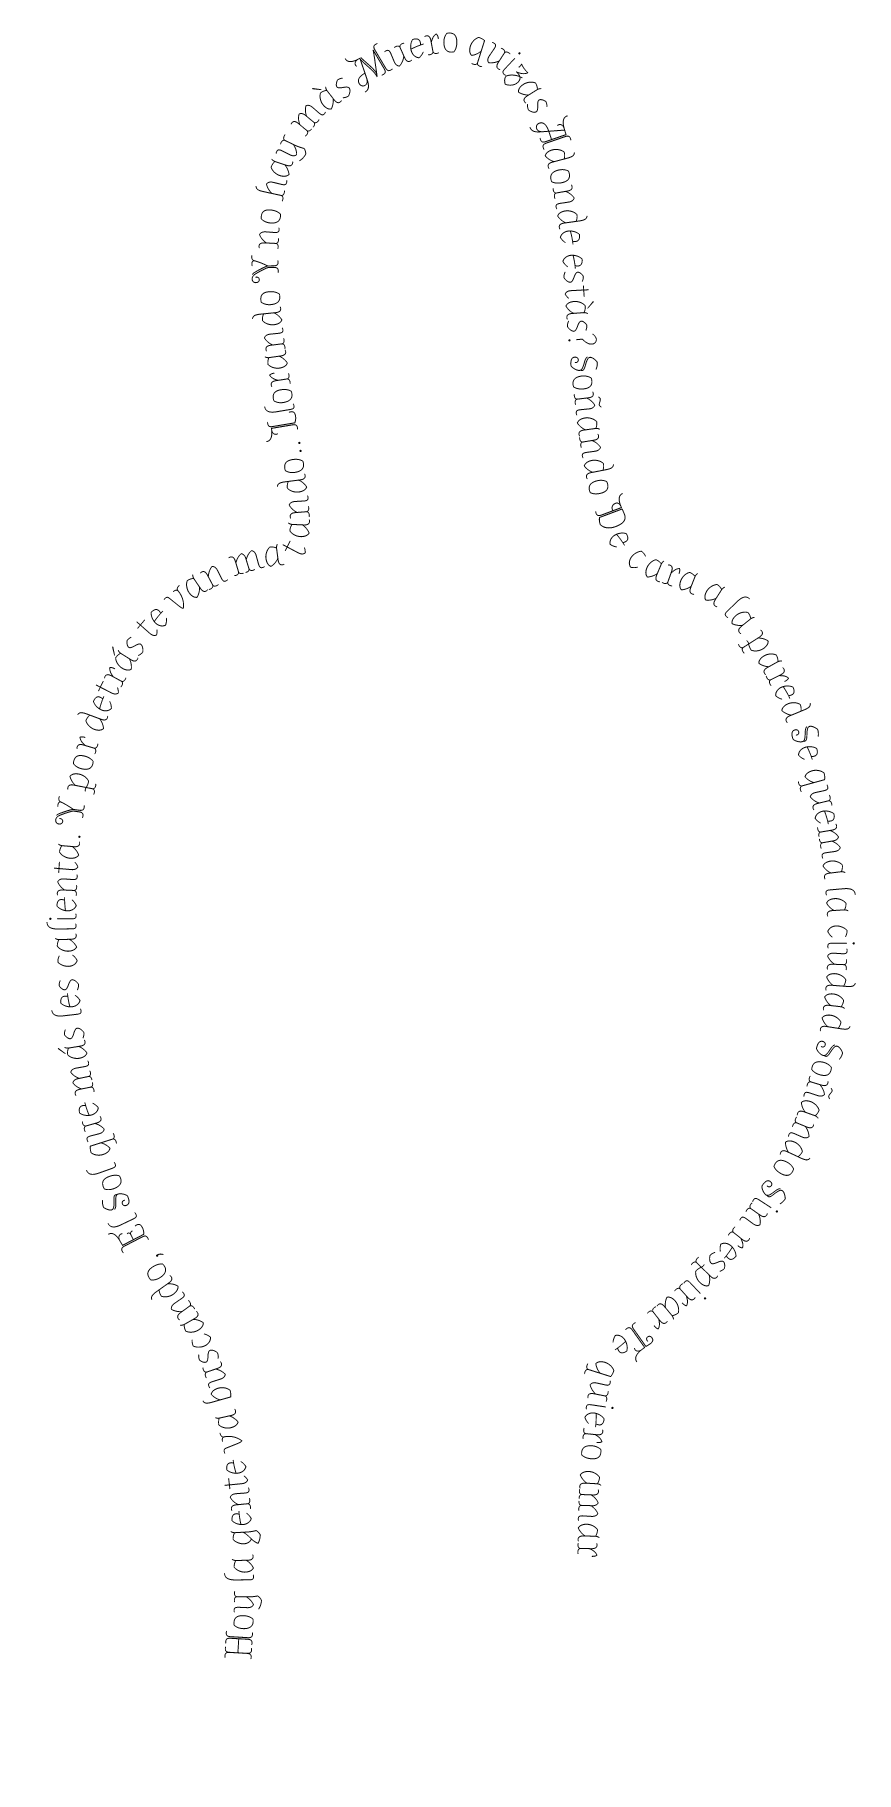 Hoy la gente va buscando, El Sol que más les calienta. Y por detrás te van matando... Llorando Y no hay màs Muero quizas Adonde estàs? Soñando De cara a la pared Se quema la ciudad Soñando Sin respirar Te quiero amar